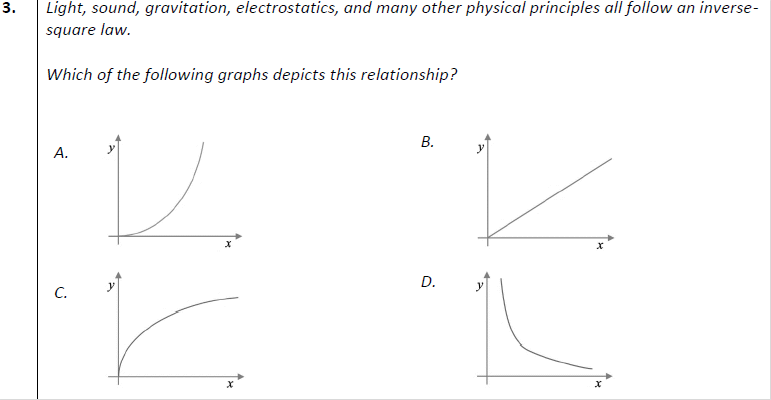 3. Light, sound, gravitation, electrostatics, and many other physical principles all follow an inverse-
square law.
Which of the following graphs depicts this relationship?
A. y x
B. y x
C. y x
D. y x